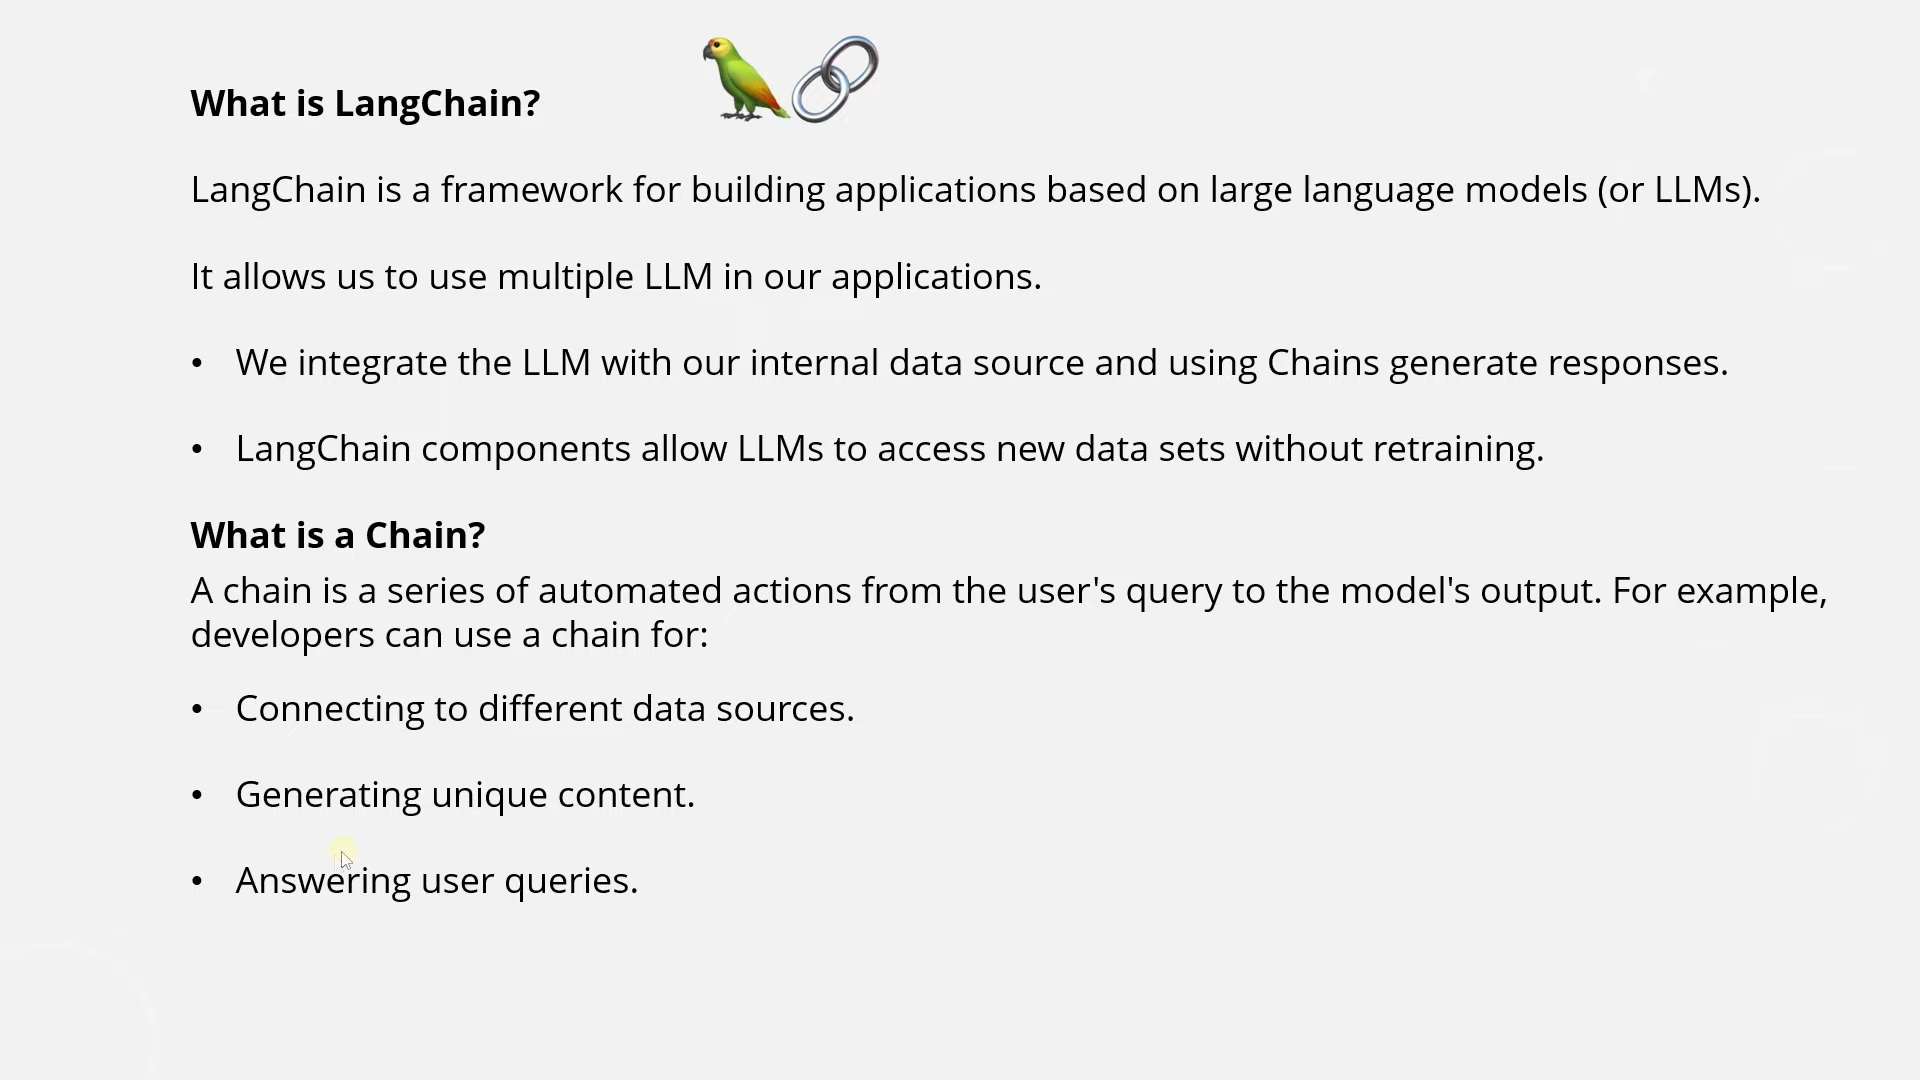 What is LangChain?
LangChain is a framework for building applications based on large language models (or LLMs).
It allows us to use multiple LLM in our applications.
• We integrate the LLM with our internal data source and using Chains generate responses.
• LangChain components allow LLMs to access new data sets without retraining.
What is a Chain?
A chain is a series of automated actions from the user's query to the model's output. For example,
developers can use a chain for:
• Connecting to different data sources.
• Generating unique content.
• Answering user queries.